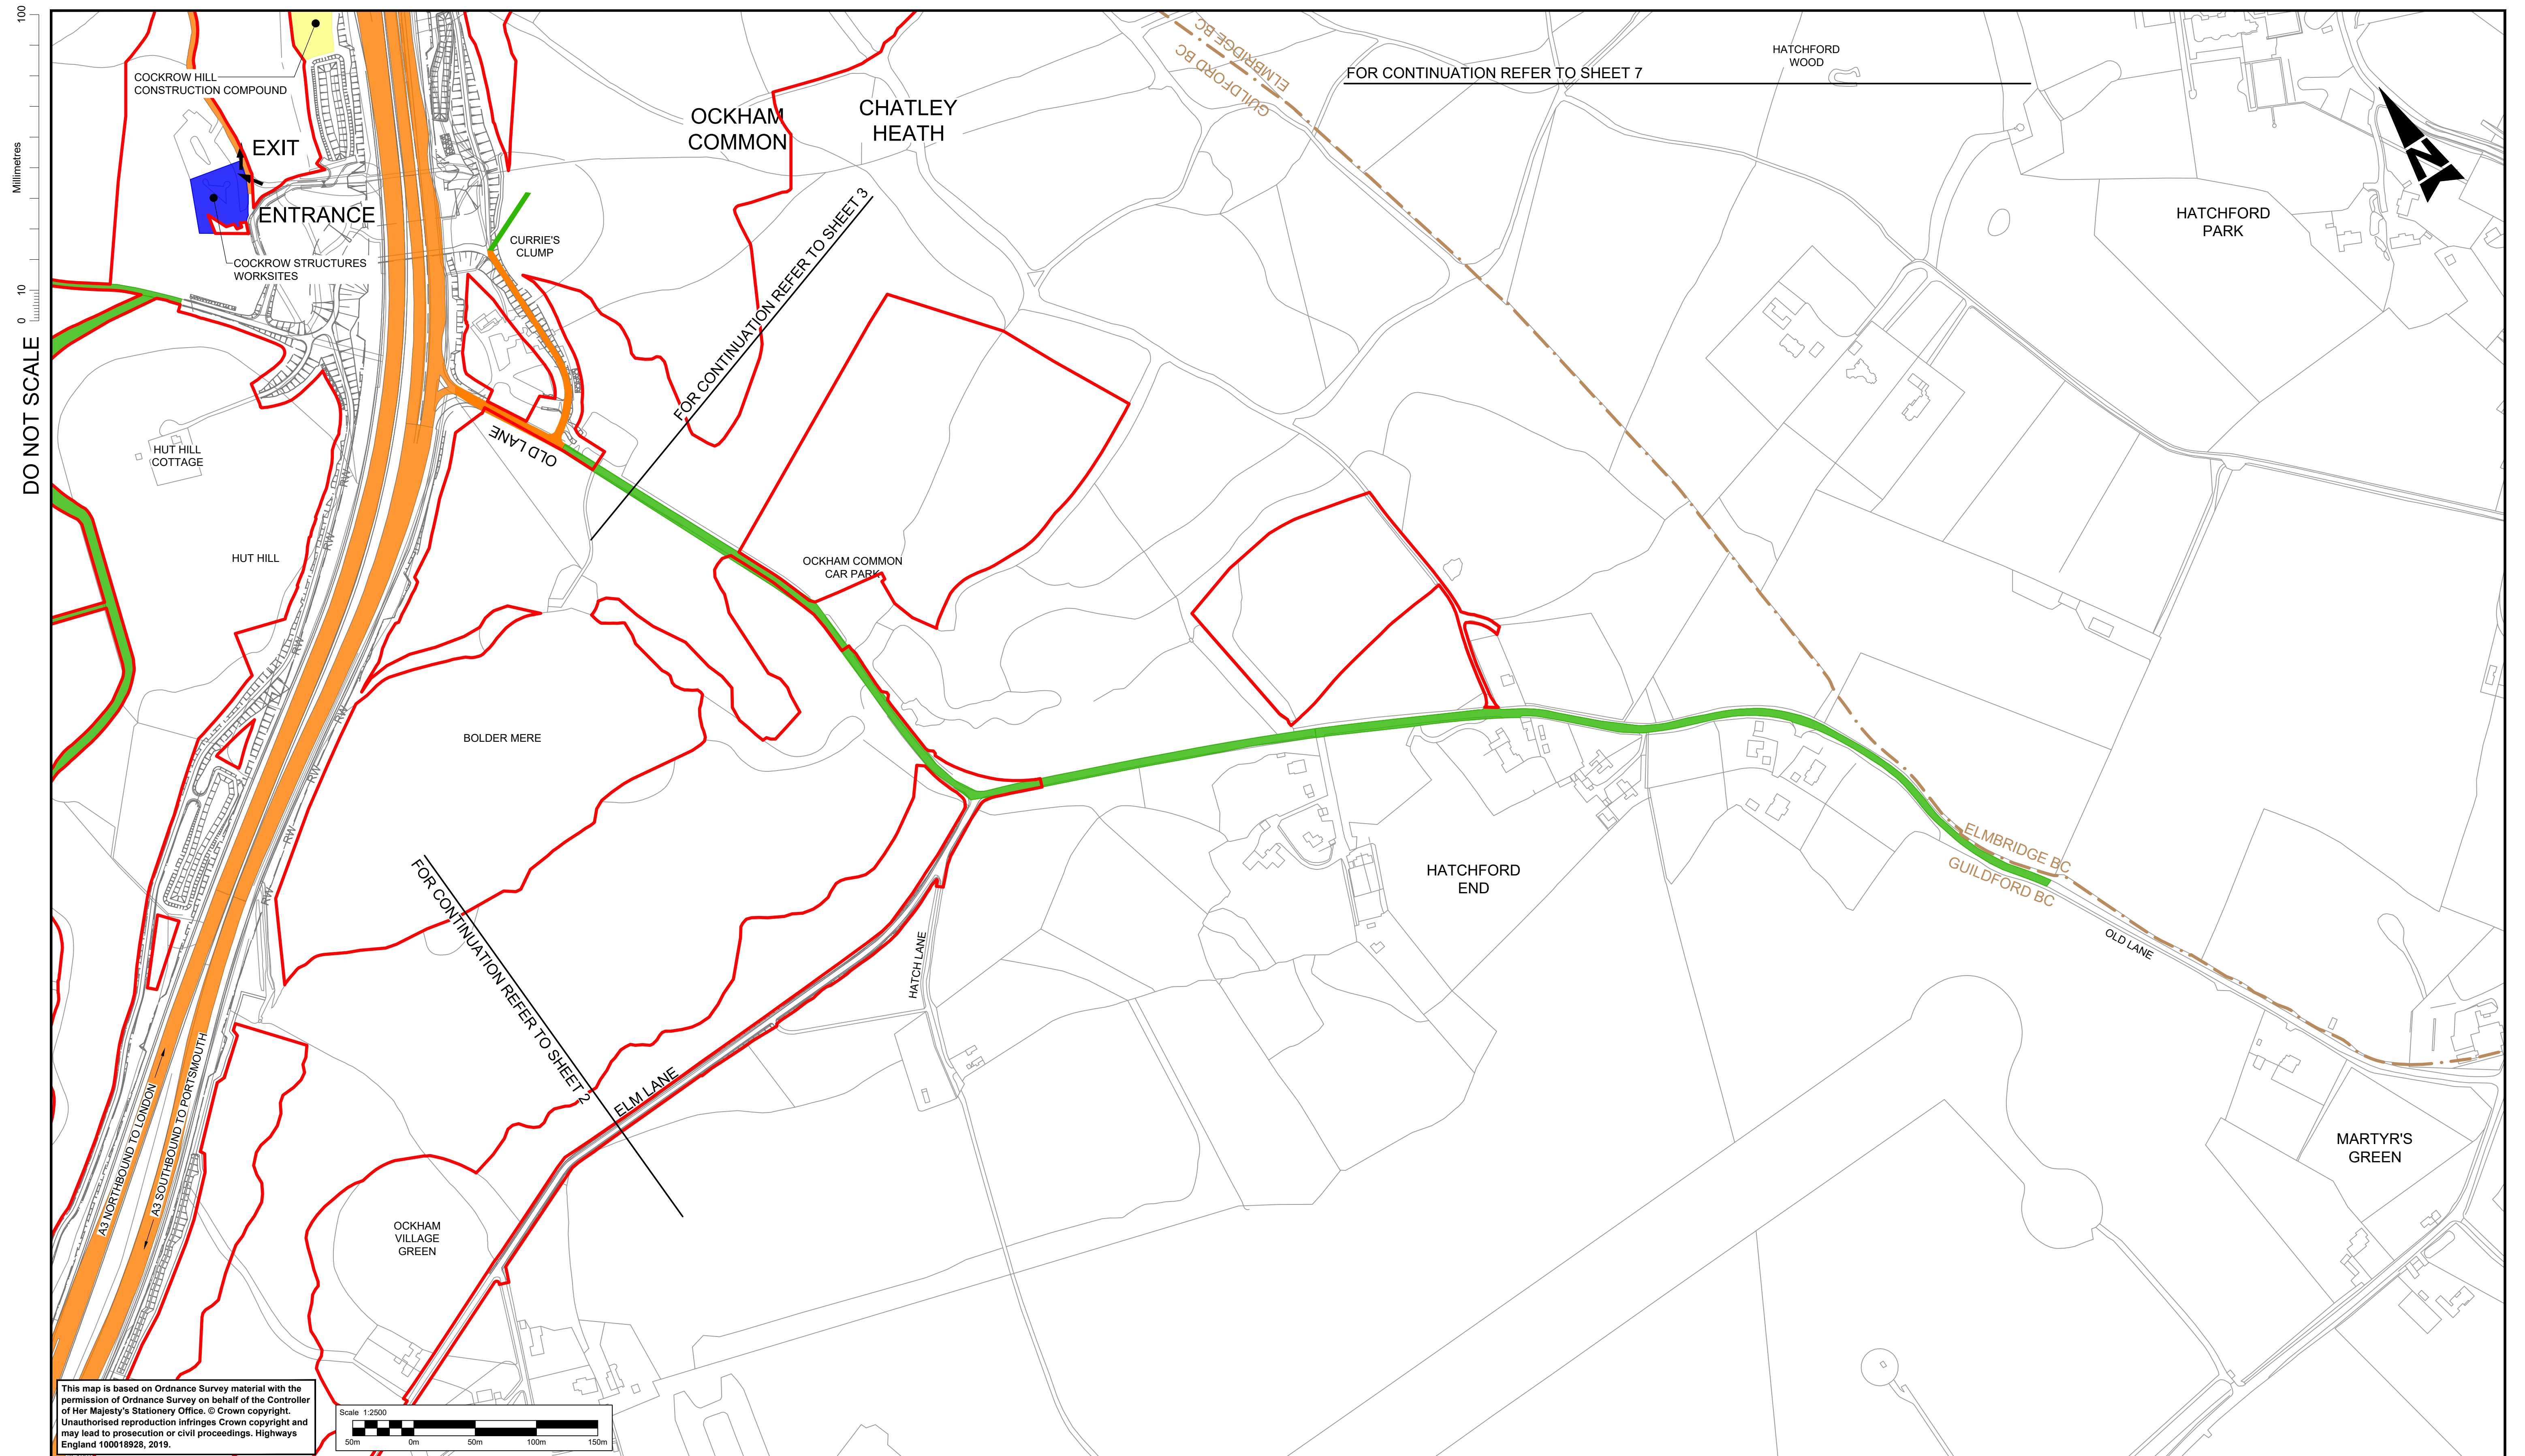 100
Millimetres
10
0
DO NOT SCALE
COCKROW HILL
CONSTRUCTION COMPOUND
EXIT
ENTRANCE
COCKROW STRUCTURES
WORKSITES
OCKHAM
COMMON
CHATLEY
HEATH
CURRIE'S
CLUMP
ELMBRIDGE BC
GUILDFORD BC
FOR CONTINUATION REFER TO SHEET 7
HATCHFORD
WOOD
N
HATCHFORD
PARK
FOR CONTINUATION REFER TO SHEET 3
OLD LANE
HUT HILL
COTTAGE
HUT HILL
RW
RW
RW
RW
RW
RW
RW
OCKHAM COMMON
CAR PARK
BOLDER MERE
FOR CONTINUATION REFER TO SHEET 2
HATCHFORD
END
ELMBRIDGE BC
GUILDFORD BC
OLD LANE
HATCH LANE
ELM LANE
A3 NORTHBOUND TO LONDON
A3 SOUTHBOUND TO PORTSMOUTH
OCKHAM
VILLAGE
GREEN
MARTYR'S
GREEN
This map is based on Ordnance Survey material with the
permission of Ordnance Survey on behalf of the Controller
of Her Majesty's Stationery Office. © Crown copyright.
Unauthorised reproduction infringes Crown copyright and
may lead to prosecution or civil proceedings. Highways
England 100018928, 2019.
Scale 1:2500
50m 0m 50m 100m 150m